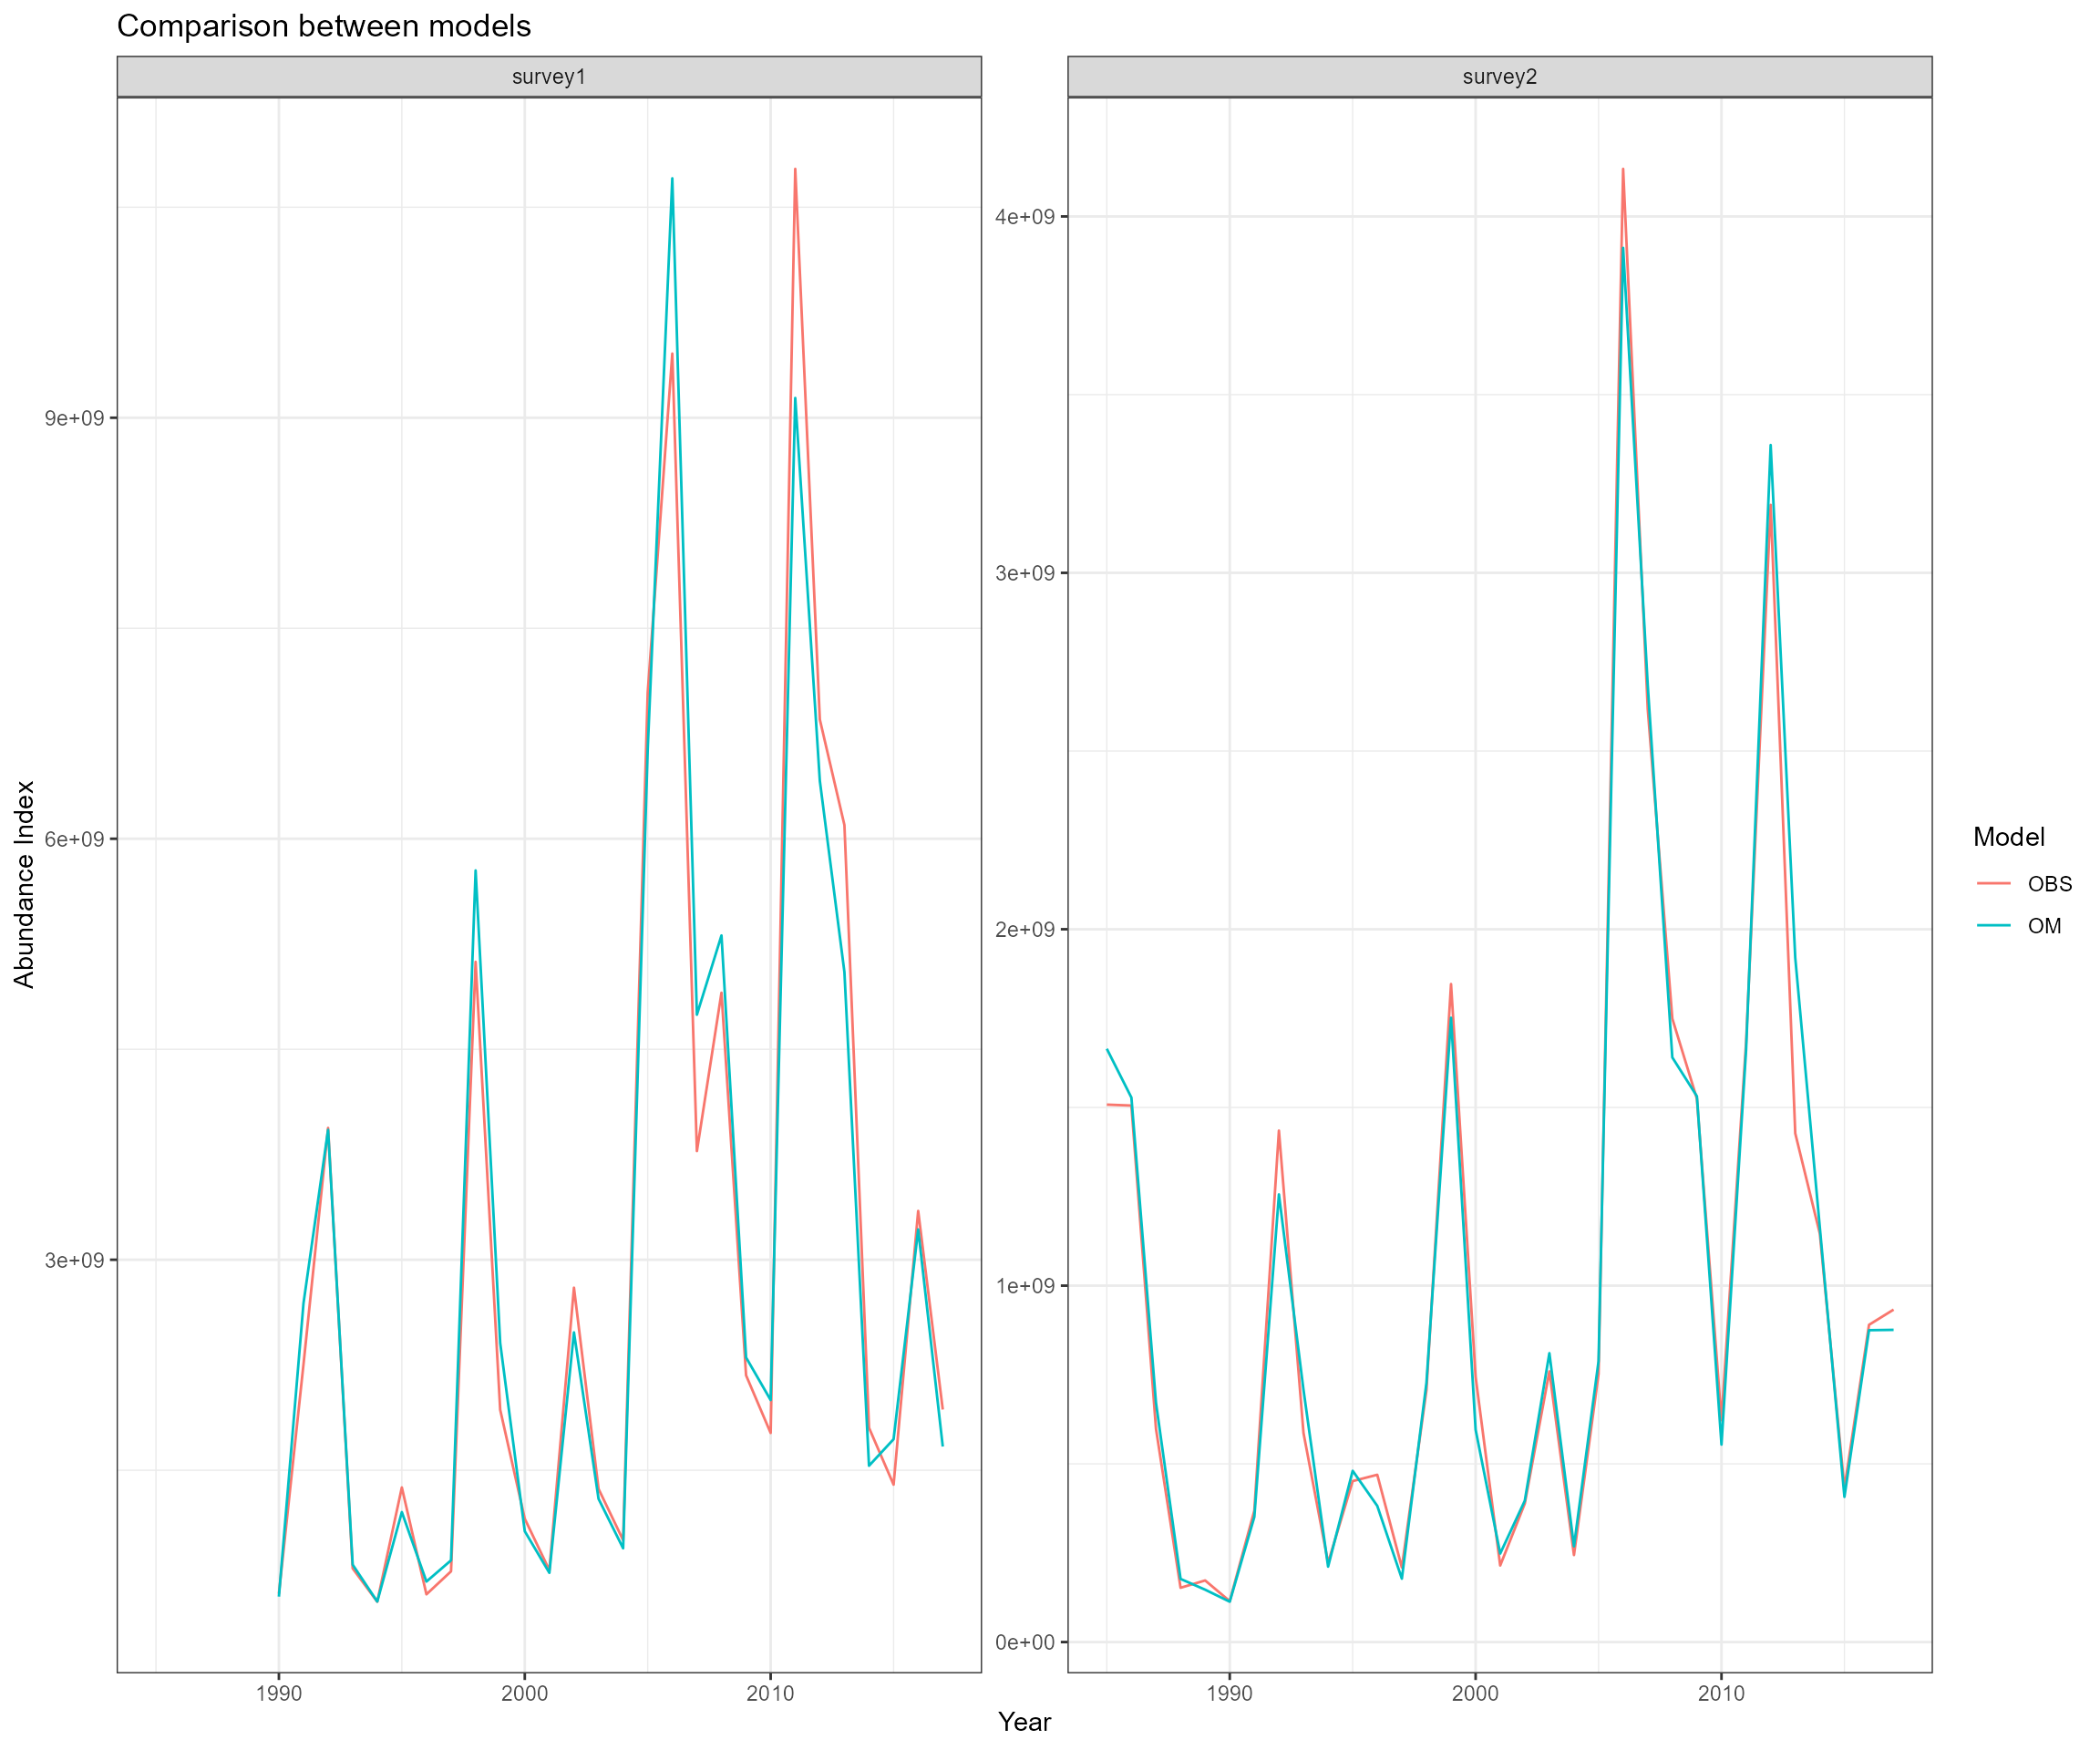 Comparison between models
survey1
survey2
Abundance Index
9e+09
6e+09
3e+09
4e+09
3e+09
2e+09
1e+09
0e+00
1990
2000
2010
1990
2000
2010
Year
Model
OBS
OM